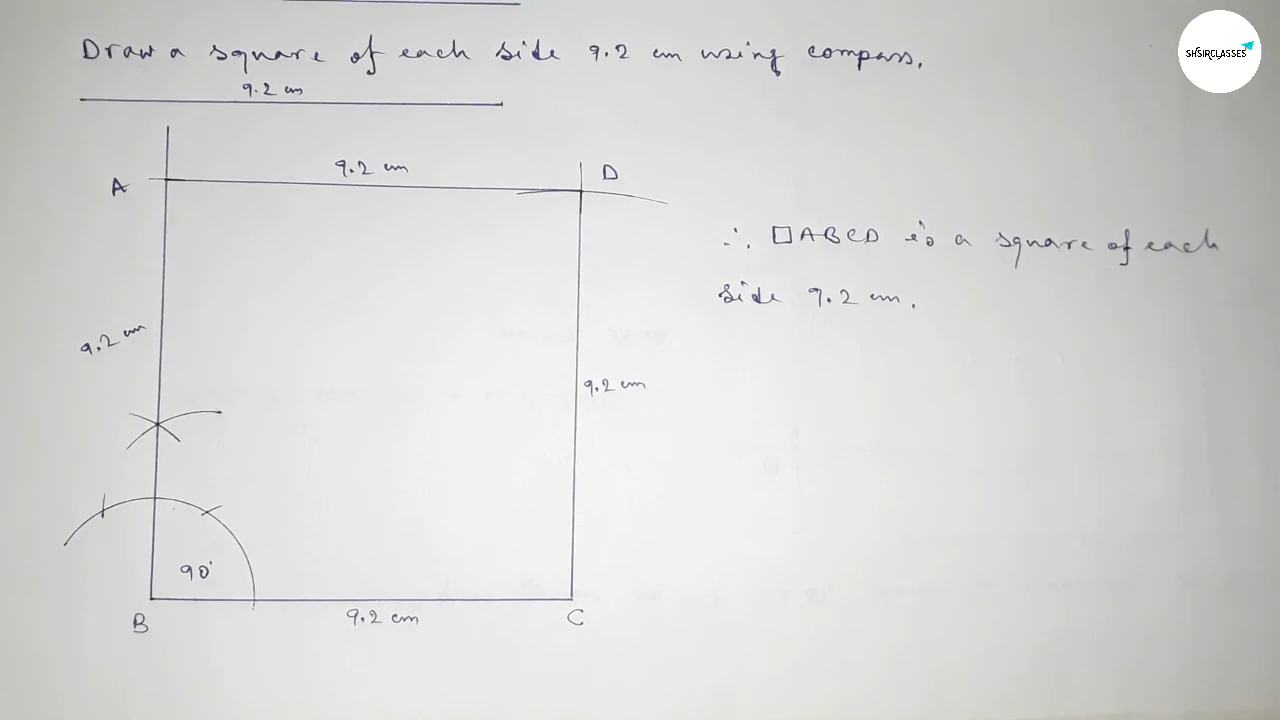 Draw a square of each side 9.2 cm using compass.
SHSIRCLASSES
9.2 cm
A
9.2 cm
D
∴ □ABCD is a square of each
side 9.2 cm.
9.2 cm
9.2 cm
90°
B
9.2 cm
C